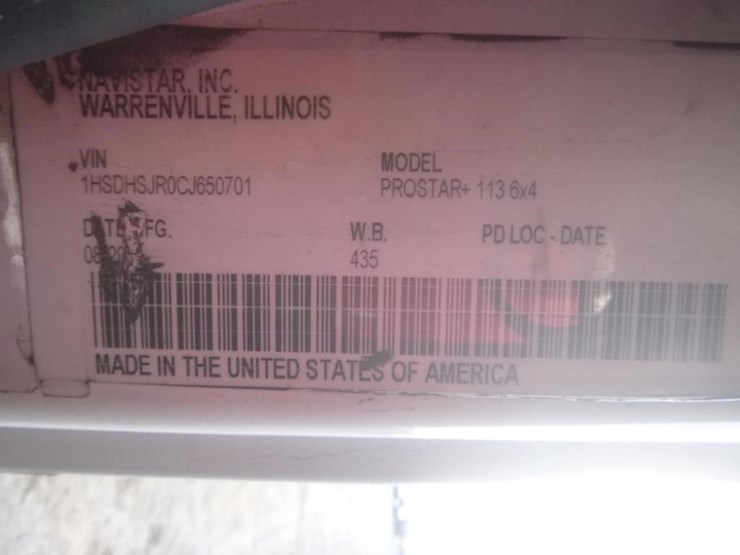 NAVISTAR, INC.
WARRENVILLE, ILLINOIS
VIN MODEL
1HSDHSJR0CJ650701 PROSTAR+ 113 6x4
W.B. PD LOC - DATE
435
MADE IN THE UNITED STATES OF AMERICA